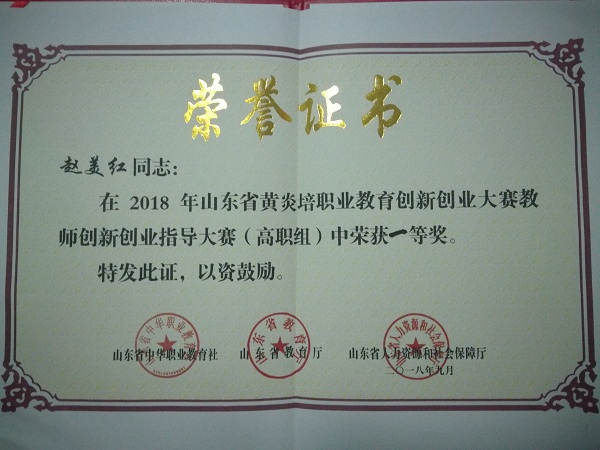 荣誉证书
赵美红同志：
在 2018 年山东省黄炎培职业教育创新创业大赛教
师创新创业指导大赛（高职组）中荣获一等奖。
特发此证，以资鼓励。
山东省中华职业教育社 山东省教育厅 山东省人力资源和社会保障厅
二〇一八年九月